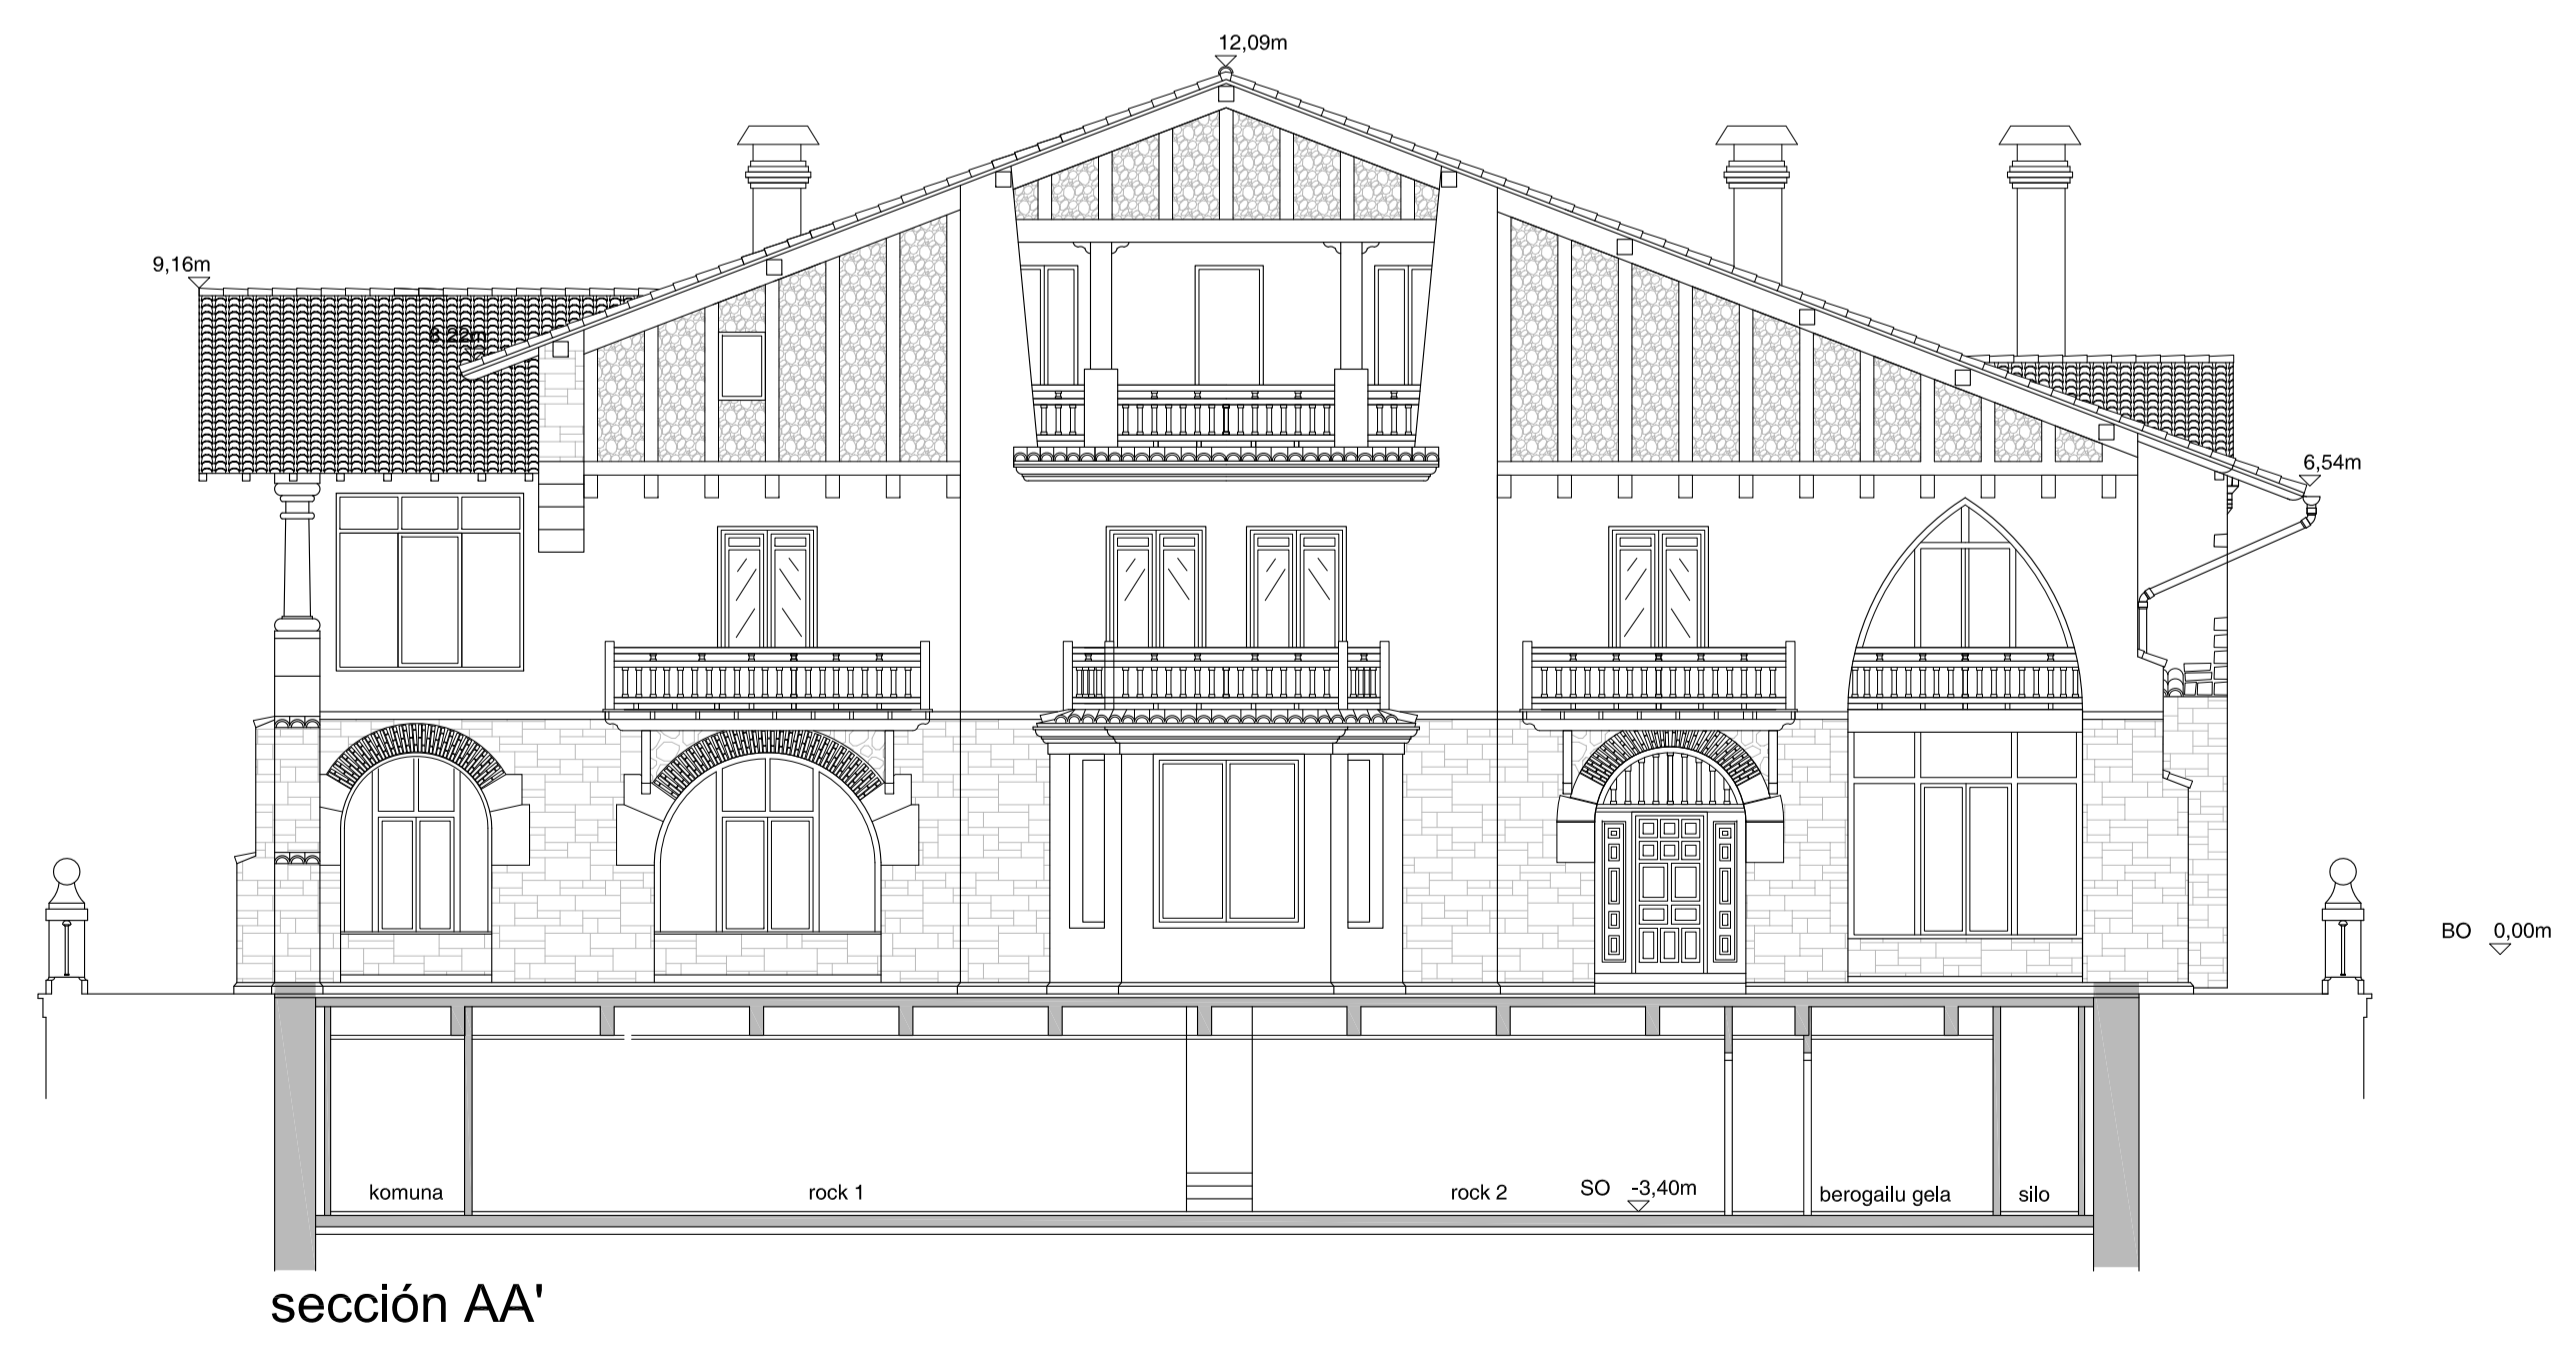 12,09m
9,16m
8,22m
6,54m
BO 0,00m
komuna
rock 1
rock 2
SO -3,40m
berogailu gela
silo
sección AA'